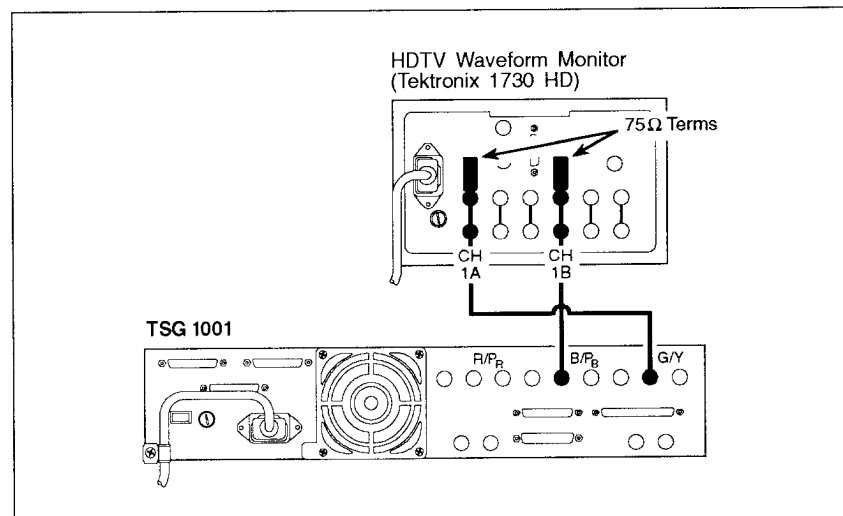 HDTV Waveform Monitor
(Tektronix 1730 HD)
75Ω Terms
CH
1A
CH
1B
TSG 1001
R/PR
B/PB
G/Y